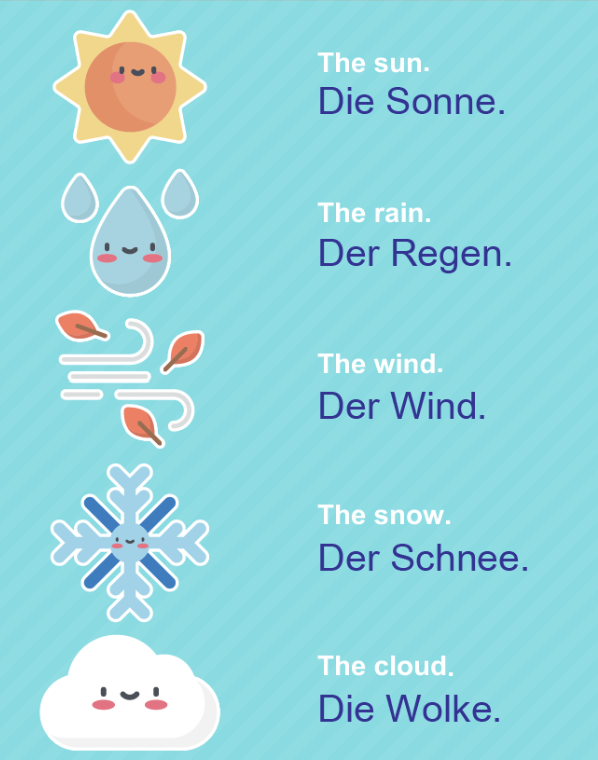 The sun.
Die Sonne.
The rain.
Der Regen.
The wind.
Der Wind.
The snow.
Der Schnee.
The cloud.
Die Wolke.